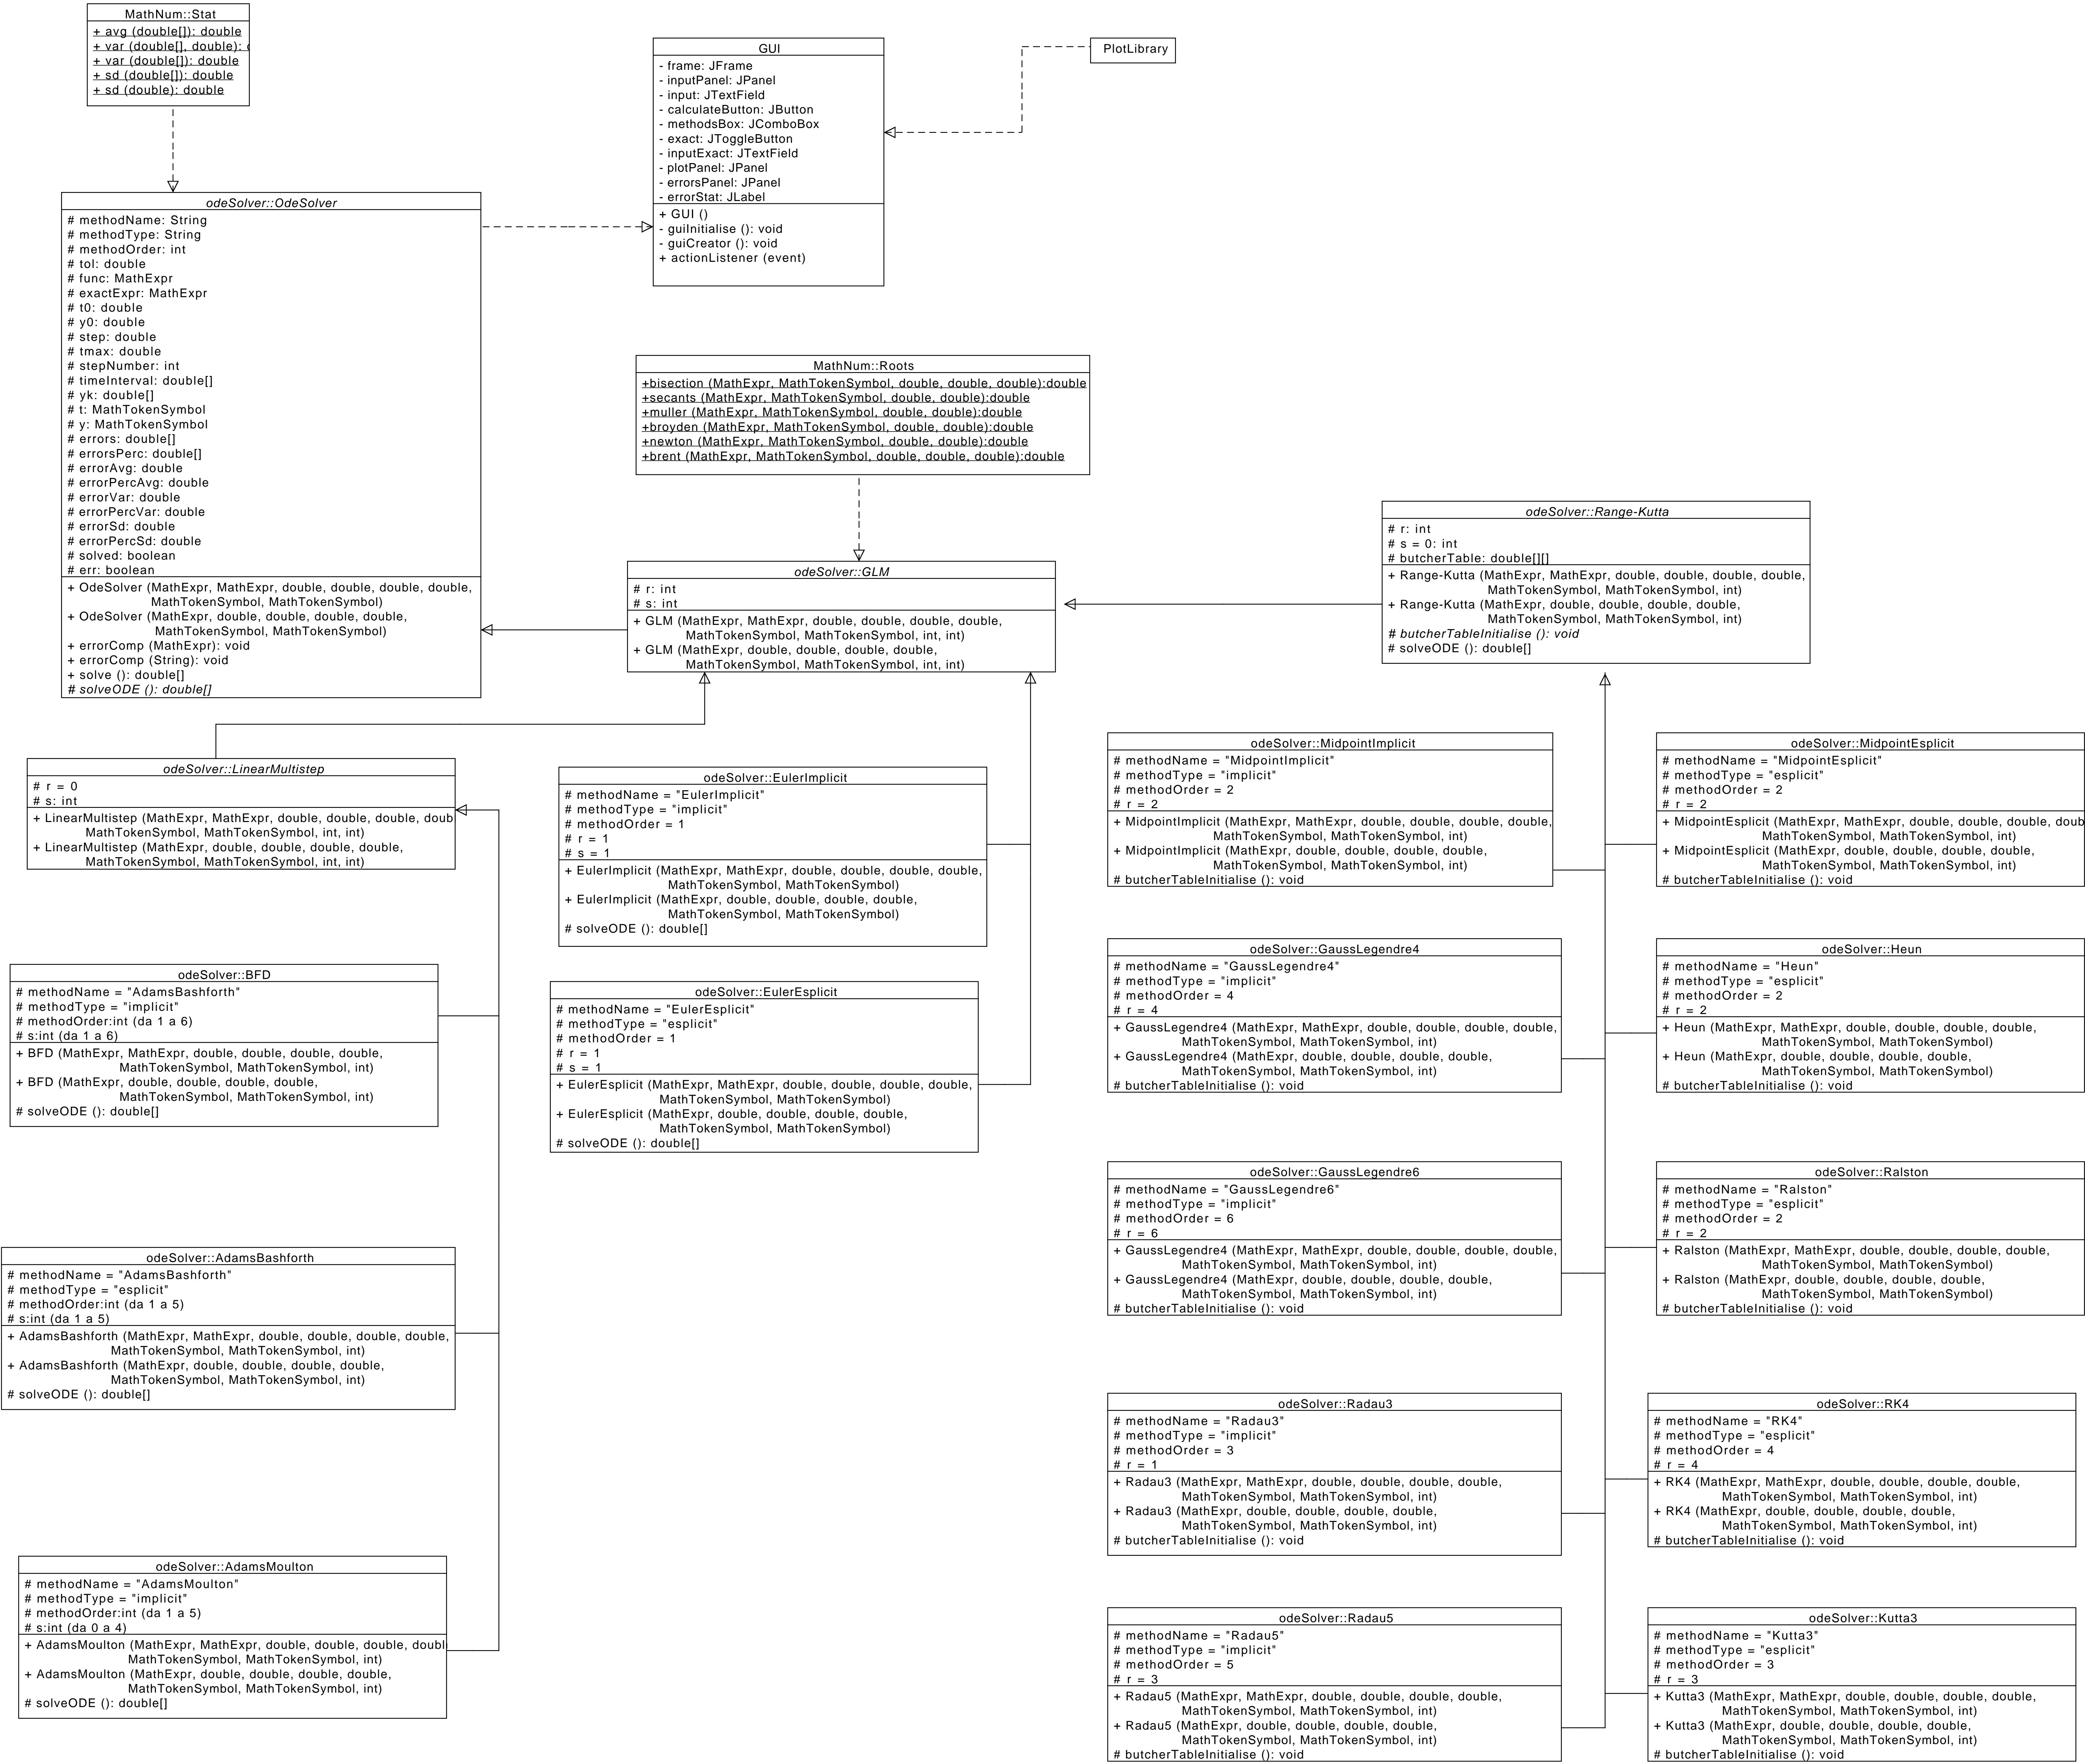 MathNum::Stat
+ avg (double[]): double
+ var (double[], double): 
+ var (double[]): double
+ sd (double[]): double
+ sd (double): double
GUI
- frame: JFrame
- inputPanel: JPanel
- input: JTextField
- calculateButton: JButton
- methodsBox: JComboBox
- exact: JToggleButton
- inputExact: JTextField
- plotPanel: JPanel
- errorsPanel: JPanel
- errorStat: JLabel
+ GUI ()
- guiInitialise (): void
- guiCreator (): void
+ actionListener (event)
PlotLibrary
odeSolver::OdeSolver
# methodName: String
# methodType: String
# methodOrder: int
# tol: double
# func: MathExpr
# exactExpr: MathExpr
# t0: double
# y0: double
# step: double
# tmax: double
# stepNumber: int
# timeInterval: double[]
# yk: double[]
# t: MathTokenSymbol
# y: MathTokenSymbol
# errors: double[]
# errorsPerc: double[]
# errorAvg: double
# errorPercAvg: double
# errorVar: double
# errorPercVar: double
# errorSd: double
# errorPercSd: double
# solved: boolean
# err: boolean
+ OdeSolver (MathExpr, MathExpr, double, double, double, double,
MathTokenSymbol, MathTokenSymbol)
+ OdeSolver (MathExpr, double, double, double, double,
MathTokenSymbol, MathTokenSymbol)
+ errorComp (MathExpr): void
+ errorComp (String): void
+ solve (): double[]
# solveODE (): double[]
MathNum::Roots
+bisection (MathExpr, MathTokenSymbol, double, double, double):double
+secants (MathExpr, MathTokenSymbol, double, double):double
+muller (MathExpr, MathTokenSymbol, double, double):double
+broyden (MathExpr, MathTokenSymbol, double, double):double
+newton (MathExpr, MathTokenSymbol, double, double):double
+brent (MathExpr, MathTokenSymbol, double, double, double):double
odeSolver::GLM
# r: int
# s: int
+ GLM (MathExpr, MathExpr, double, double, double, double,
MathTokenSymbol, MathTokenSymbol, int, int)
+ GLM (MathExpr, double, double, double, double,
MathTokenSymbol, MathTokenSymbol, int, int)
odeSolver::Range-Kutta
# r: int
# s = 0: int
# butcherTable: double[][]
+ Range-Kutta (MathExpr, MathExpr, double, double, double, double,
MathTokenSymbol, MathTokenSymbol, int)
+ Range-Kutta (MathExpr, double, double, double, double,
MathTokenSymbol, MathTokenSymbol, int)
# butcherTableInitialise (): void
# solveODE (): double[]
odeSolver::LinearMultistep
# r = 0
# s: int
+ LinearMultistep (MathExpr, MathExpr, double, double, double, doub
MathTokenSymbol, MathTokenSymbol, int, int)
+ LinearMultistep (MathExpr, double, double, double, double,
MathTokenSymbol, MathTokenSymbol, int, int)
odeSolver::EulerImplicit
# methodName = "EulerImplicit"
# methodType = "implicit"
# methodOrder = 1
# r = 1
# s = 1
+ EulerImplicit (MathExpr, MathExpr, double, double, double, double,
MathTokenSymbol, MathTokenSymbol)
+ EulerImplicit (MathExpr, double, double, double, double,
MathTokenSymbol, MathTokenSymbol)
# solveODE (): double[]
odeSolver::BFD
# methodName = "AdamsBashforth"
# methodType = "implicit"
# methodOrder:int (da 1 a 6)
# s:int (da 1 a 6)
+ BFD (MathExpr, MathExpr, double, double, double, double,
MathTokenSymbol, MathTokenSymbol, int)
+ BFD (MathExpr, double, double, double, double,
MathTokenSymbol, MathTokenSymbol, int)
# solveODE (): double[]
odeSolver::EulerEsplicit
# methodName = "EulerEsplicit"
# methodType = "esplicit"
# methodOrder = 1
# r = 1
# s = 1
+ EulerEsplicit (MathExpr, MathExpr, double, double, double, double,
MathTokenSymbol, MathTokenSymbol)
+ EulerEsplicit (MathExpr, double, double, double, double,
MathTokenSymbol, MathTokenSymbol)
# solveODE (): double[]
odeSolver::AdamsBashforth
# methodName = "AdamsBashforth"
# methodType = "esplicit"
# methodOrder:int (da 1 a 5)
# s:int (da 1 a 5)
+ AdamsBashforth (MathExpr, MathExpr, double, double, double, double,
MathTokenSymbol, MathTokenSymbol, int)
+ AdamsBashforth (MathExpr, double, double, double, double,
MathTokenSymbol, MathTokenSymbol, int)
# solveODE (): double[]
odeSolver::AdamsMoulton
# methodName = "AdamsMoulton"
# methodType = "implicit"
# methodOrder:int (da 1 a 5)
# s:int (da 0 a 4)
+ AdamsMoulton (MathExpr, MathExpr, double, double, double, doubl
MathTokenSymbol, MathTokenSymbol, int)
+ AdamsMoulton (MathExpr, double, double, double, double,
MathTokenSymbol, MathTokenSymbol, int)
# solveODE (): double[]
odeSolver::MidpointImplicit
# methodName = "MidpointImplicit"
# methodType = "implicit"
# methodOrder = 2
# r = 2
+ MidpointImplicit (MathExpr, MathExpr, double, double, double, double,
MathTokenSymbol, MathTokenSymbol, int)
+ MidpointImplicit (MathExpr, double, double, double, double,
MathTokenSymbol, MathTokenSymbol, int)
# butcherTableInitialise (): void
odeSolver::MidpointEsplicit
# methodName = "MidpointEsplicit"
# methodType = "esplicit"
# methodOrder = 2
# r = 2
+ MidpointEsplicit (MathExpr, MathExpr, double, double, double, doub
MathTokenSymbol, MathTokenSymbol, int)
+ MidpointEsplicit (MathExpr, double, double, double, double,
MathTokenSymbol, MathTokenSymbol, int)
# butcherTableInitialise (): void
odeSolver::GaussLegendre4
# methodName = "GaussLegendre4"
# methodType = "implicit"
# methodOrder = 4
# r = 4
+ GaussLegendre4 (MathExpr, MathExpr, double, double, double, double,
MathTokenSymbol, MathTokenSymbol, int)
+ GaussLegendre4 (MathExpr, double, double, double, double,
MathTokenSymbol, MathTokenSymbol, int)
# butcherTableInitialise (): void
odeSolver::Heun
# methodName = "Heun"
# methodType = "esplicit"
# methodOrder = 2
# r = 2
+ Heun (MathExpr, MathExpr, double, double, double, double,
MathTokenSymbol, MathTokenSymbol)
+ Heun (MathExpr, double, double, double, double,
MathTokenSymbol, MathTokenSymbol)
# butcherTableInitialise (): void
odeSolver::GaussLegendre6
# methodName = "GaussLegendre6"
# methodType = "implicit"
# methodOrder = 6
# r = 6
+ GaussLegendre4 (MathExpr, MathExpr, double, double, double, double,
MathTokenSymbol, MathTokenSymbol, int)
+ GaussLegendre4 (MathExpr, double, double, double, double,
MathTokenSymbol, MathTokenSymbol, int)
# butcherTableInitialise (): void
odeSolver::Ralston
# methodName = "Ralston"
# methodType = "esplicit"
# methodOrder = 2
# r = 2
+ Ralston (MathExpr, MathExpr, double, double, double, double,
MathTokenSymbol, MathTokenSymbol)
+ Ralston (MathExpr, double, double, double, double,
MathTokenSymbol, MathTokenSymbol)
# butcherTableInitialise (): void
odeSolver::Radau3
# methodName = "Radau3"
# methodType = "implicit"
# methodOrder = 3
# r = 1
+ Radau3 (MathExpr, MathExpr, double, double, double, double,
MathTokenSymbol, MathTokenSymbol, int)
+ Radau3 (MathExpr, double, double, double, double,
MathTokenSymbol, MathTokenSymbol, int)
# butcherTableInitialise (): void
odeSolver::RK4
# methodName = "RK4"
# methodType = "esplicit"
# methodOrder = 4
# r = 4
+ RK4 (MathExpr, MathExpr, double, double, double, double,
MathTokenSymbol, MathTokenSymbol, int)
+ RK4 (MathExpr, double, double, double, double,
MathTokenSymbol, MathTokenSymbol, int)
# butcherTableInitialise (): void
odeSolver::Radau5
# methodName = "Radau5"
# methodType = "implicit"
# methodOrder = 5
# r = 3
+ Radau5 (MathExpr, MathExpr, double, double, double, double,
MathTokenSymbol, MathTokenSymbol, int)
+ Radau5 (MathExpr, double, double, double, double,
MathTokenSymbol, MathTokenSymbol, int)
# butcherTableInitialise (): void
odeSolver::Kutta3
# methodName = "Kutta3"
# methodType = "esplicit"
# methodOrder = 3
# r = 3
+ Kutta3 (MathExpr, MathExpr, double, double, double, double,
MathTokenSymbol, MathTokenSymbol, int)
+ Kutta3 (MathExpr, double, double, double, double,
MathTokenSymbol, MathTokenSymbol, int)
# butcherTableInitialise (): void